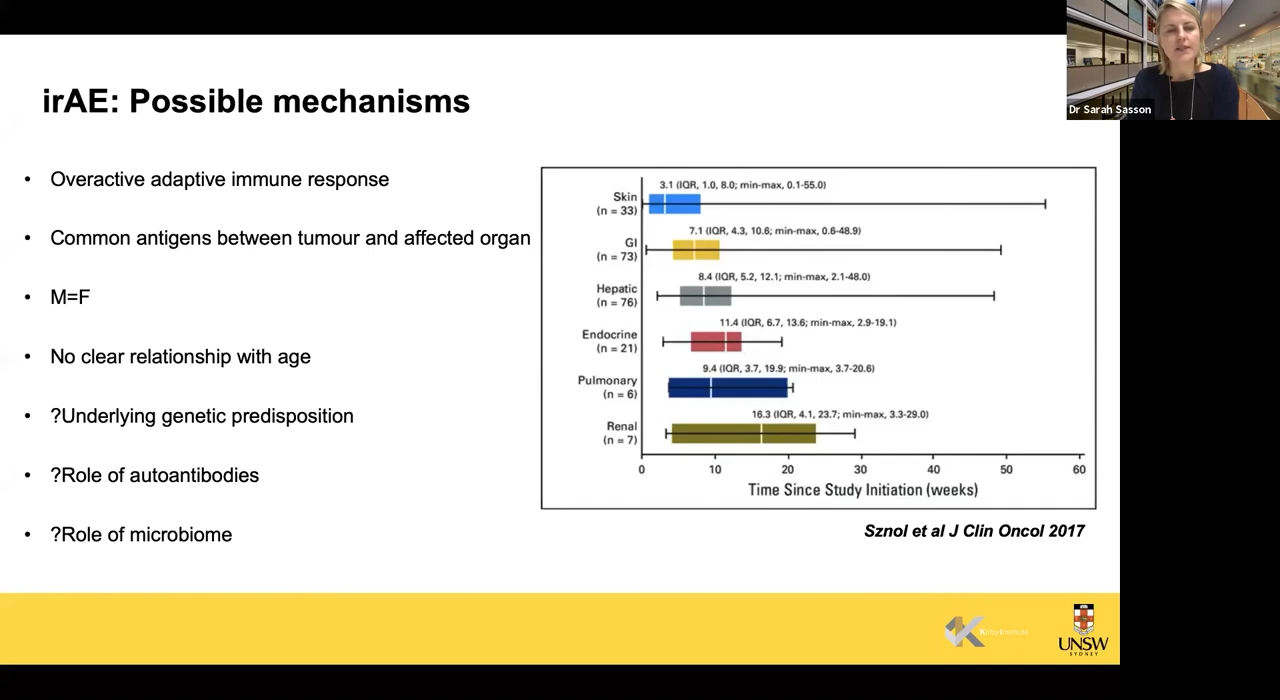 Dr Sarah Sasson
irAE: Possible mechanisms
• Overactive adaptive immune response
• Common antigens between tumour and affected organ
• M=F
• No clear relationship with age
• ?Underlying genetic predisposition
• ?Role of autoantibodies
• ?Role of microbiome
3.1 (IQR, 1.0, 8.0; min-max, 0.1-55.0)
Skin
(n = 33)
7.1 (IQR, 4.3, 10.6; min-max, 0.6-48.9)
GI
(n = 73)
8.4 (IQR, 5.2, 12.1; min-max, 2.1-48.0)
Hepatic
(n = 76)
11.4 (IQR, 6.7, 13.6; min-max, 2.9-19.1)
Endocrine
(n = 21)
9.4 (IQR, 3.7, 19.9; min-max, 3.7-20.6)
Pulmonary
(n = 6)
16.3 (IQR, 4.1, 23.7; min-max, 3.3-29.0)
Renal
(n = 7)
0 10 20 30 40 50 60
Time Since Study Initiation (weeks)
Sznol et al J Clin Oncol 2017
Kirby Institute
UNSW
SYDNEY